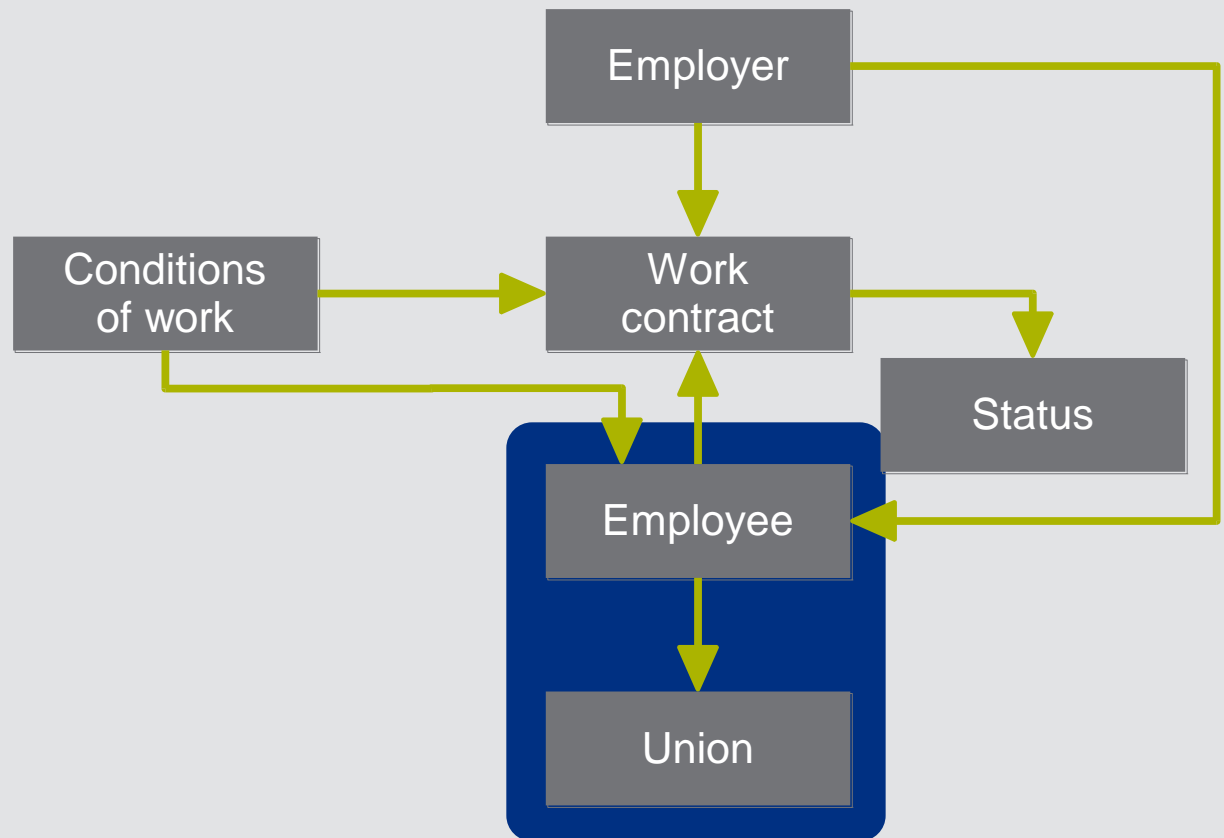 Employer
Conditions
of work
Work
contract
Status
Employee
Union